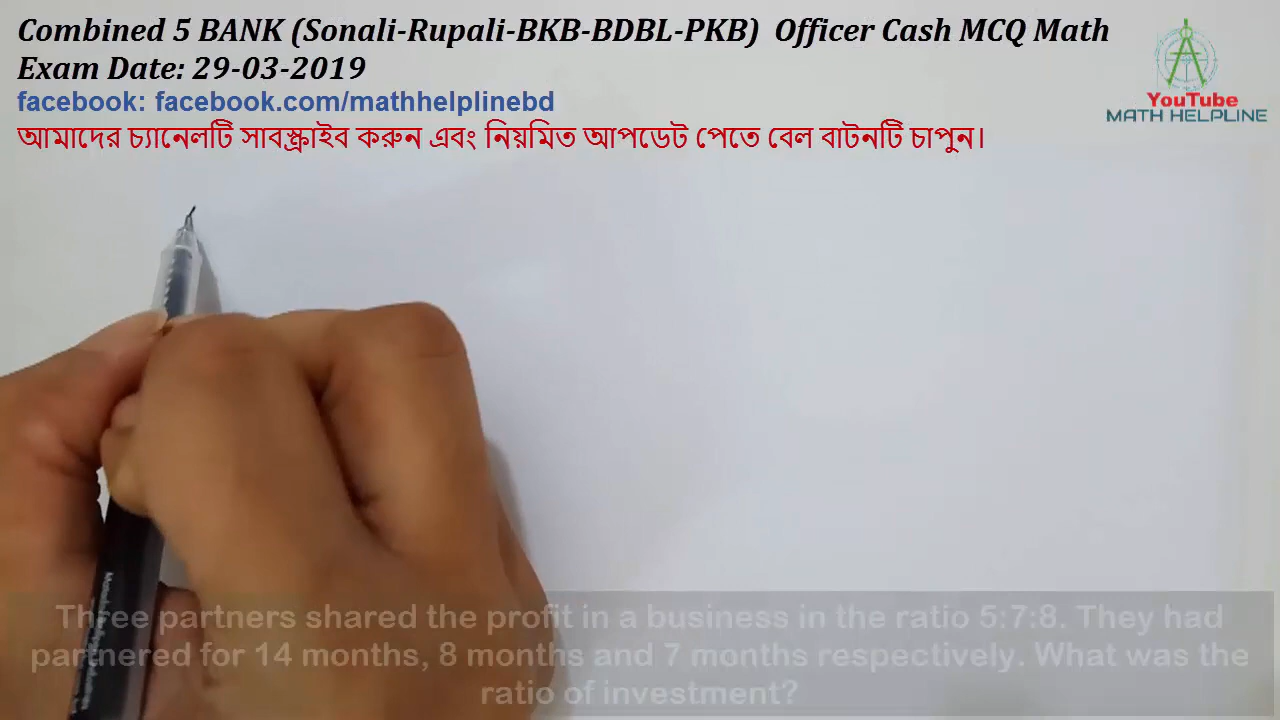 Combined 5 BANK (Sonali-Rupali-BKB-BDBL-PKB) Officer Cash MCQ Math
Exam Date: 29-03-2019
facebook: facebook.com/mathhelplinebd
আমাদের চ্যানেলটি সাবস্ক্রাইব করুন এবং নিয়মিত আপডেট পেতে বেল বাটনটি চাপুন।
YouTube
MATH HELPLINE
Three partners shared the profit in a business in the ratio 5:7:8. They had
partnered for 14 months, 8 months and 7 months respectively. What was the
ratio of investment?